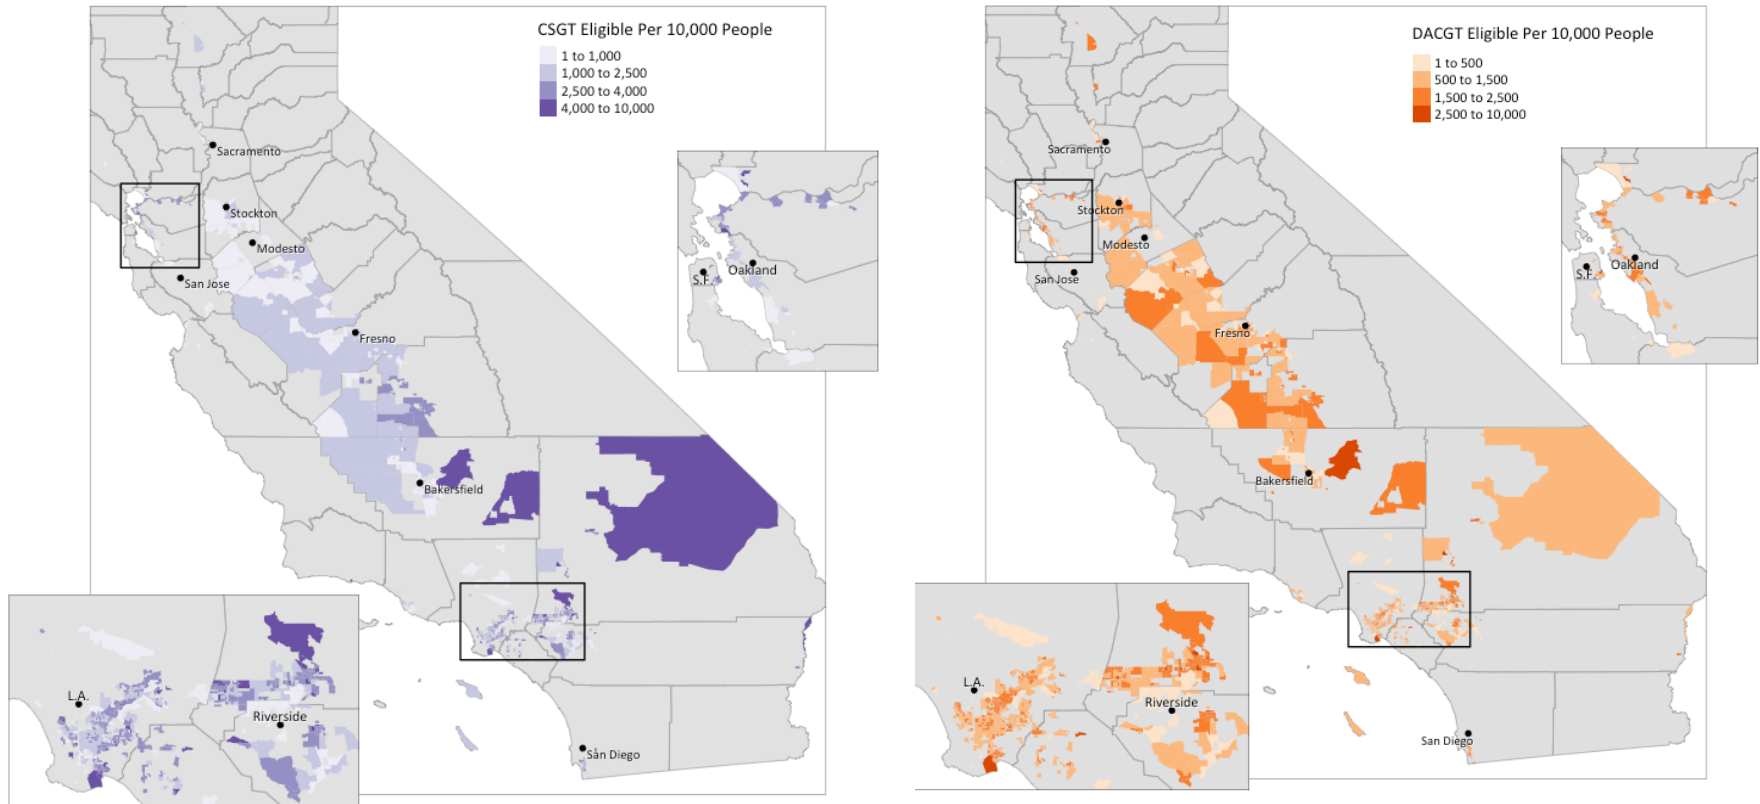 CSGT Eligible Per 10,000 People
1 to 1,000
1,000 to 2,500
2,500 to 4,000
4,000 to 10,000
Sacramento
Stockton
Modesto
San Jose
Fresno
Bakersfield
San Diego
S.F.
Oakland
L.A.
Riverside
DACGT Eligible Per 10,000 People
1 to 500
500 to 1,500
1,500 to 2,500
2,500 to 10,000
Sacramento
Stockton
Modesto
San Jose
Fresno
Bakersfield
San Diego
S.F.
Oakland
L.A.
Riverside